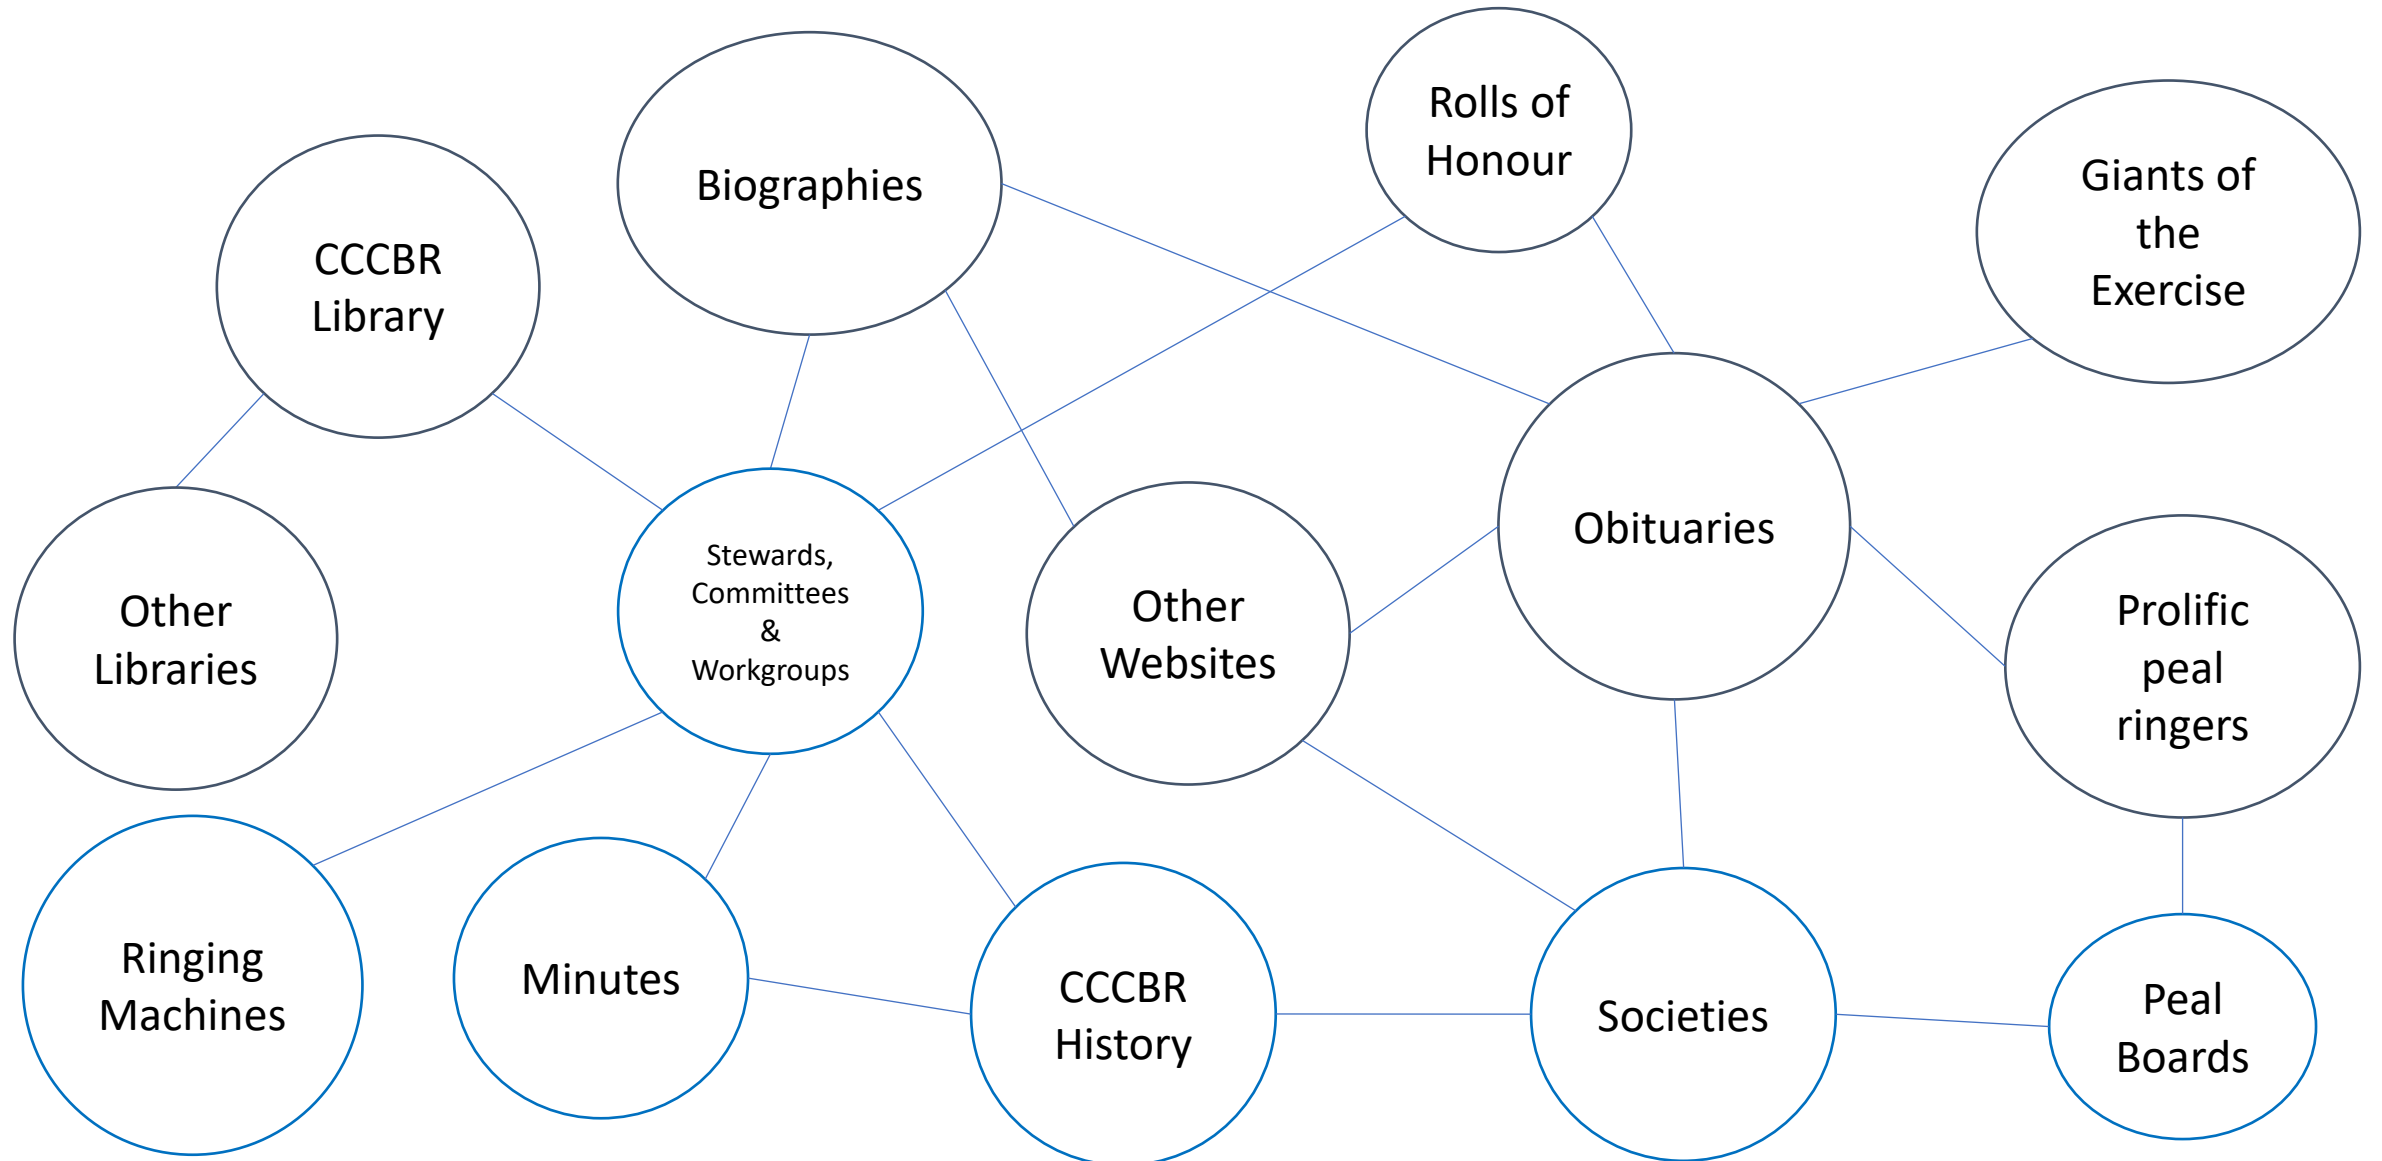 Biographies
Rolls of
Honour
Giants of
the
Exercise
CCCBR
Library
Other
Libraries
Stewards,
Committees
&
Workgroups
Other
Websites
Obituaries
Prolific
peal
ringers
Ringing
Machines
Minutes
CCCBR
History
Societies
Peal
Boards